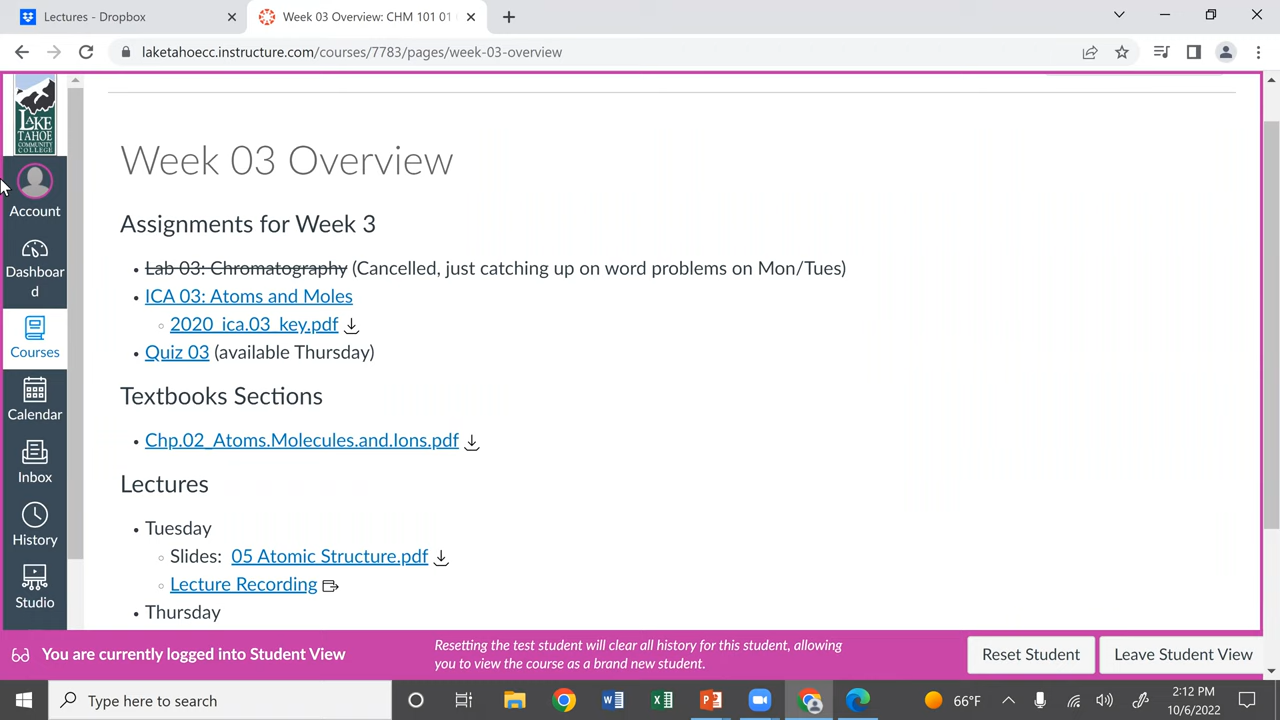 Lectures - Dropbox
Week 03 Overview: CHM 101 01
laketahoecc.instructure.com/courses/7783/pages/week-03-overview
LAKE TAHOE COMMUNITY COLLEGE
Account
Dashboar
d
Courses
Calendar
Inbox
History
Studio
Week 03 Overview
Assignments for Week 3
Lab 03: Chromatography (Cancelled, just catching up on word problems on Mon/Tues)
ICA 03: Atoms and Moles
2020_ica.03_key.pdf
Quiz 03 (available Thursday)
Textbooks Sections
Chp.02_Atoms.Molecules.and.Ions.pdf
Lectures
Tuesday
Slides: 05 Atomic Structure.pdf
Lecture Recording
Thursday
You are currently logged into Student View
Resetting the test student will clear all history for this student, allowing
you to view the course as a brand new student.
Reset Student
Leave Student View
Type here to search
66°F
2:12 PM
10/6/2022